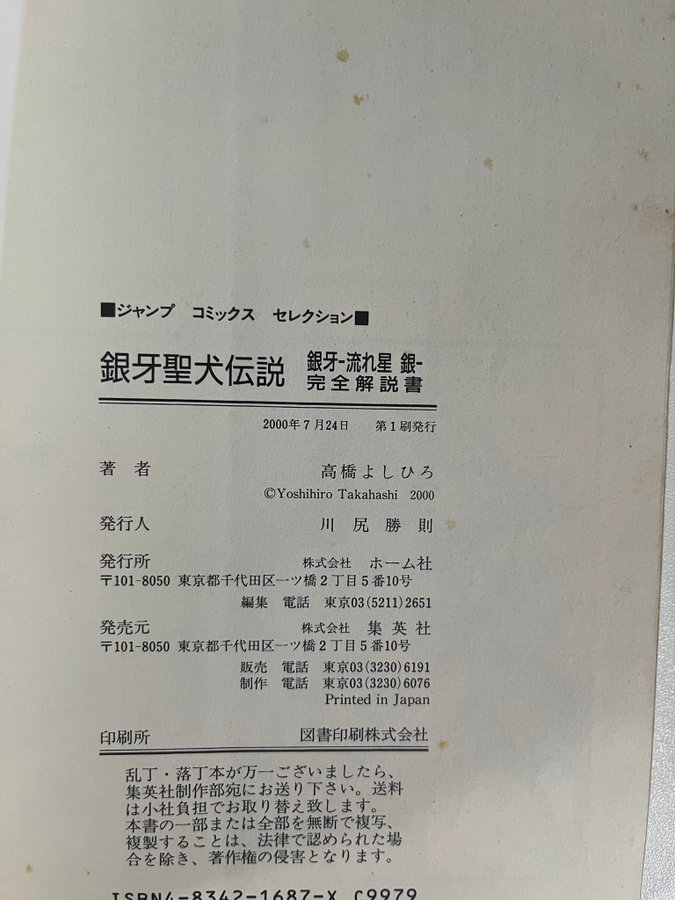 ■ジャンプ コミックス セレクション■
銀牙聖犬伝説 銀牙-流れ星 銀-
完全解説書
2000年7月24日 第1刷発行
著者 高橋よしひろ
©Yoshihiro Takahashi 2000
発行人 川尻勝則
発行所 株式会社 ホーム社
〒101-8050 東京都千代田区一ツ橋2丁目5番10号
編集 電話 東京03(5211)2651
発売元 株式会社 集英社
〒101-8050 東京都千代田区一ツ橋2丁目5番10号
販売 電話 東京03(3230)6191
制作 電話 東京03(3230)6076
Printed in Japan
印刷所 図書印刷株式会社
乱丁・落丁本が万一ございましたら、
集英社制作部宛にお送り下さい。送料
は小社負担でお取り替え致します。
本書の一部または全部を無断で複写、
複製することは、法律で認められた場
合を除き、著作権の侵害となります。
ISBN4-8342-1687-X C9979